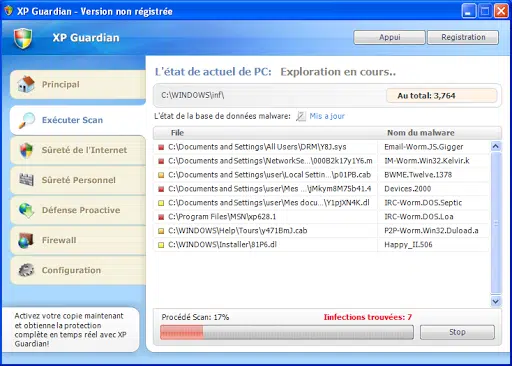 XP Guardian - Version non régistrée
XP Guardian
Appui
Registration
Principal
Exécuter Scan
Sûreté de l'Internet
Sûreté Personnel
Défense Proactive
Firewall
Configuration
Activez votre copie maintenant
et obtienne la protection
complète en temps réel avec XP
Guardian!
L'état de actuel de PC: Exploration en cours..
C:\WINDOWS\inf\
Au total: 3,764
L'état de la base de données malware: Mis a jour
File Nom du malware
C:\Documents and Settings\All Users\DRM\Y8J.sys Email-Worm.JS.Gigger
C:\Documents and Settings\NetworkSe...\000B2k17y1Y6.m IM-Worm.Win32.Kelvir.k
C:\Documents and Settings\user\Local Settin...\p01PB.cab BWME.Twelve.1378
C:\Documents and Settings\user\Mes ...\Mkym8M75b41.4 Devices.2000
C:\Documents and Settings\user\Mes docu...\Y1pjXN4K.dl IRC-Worm.DOS.Septic
C:\Program Files\MSN\xp628.1 IRC-Worm.DOS.Loa
C:\WINDOWS\Help\Tours\y471BmJ.cab P2P-Worm.Win32.Duload.a
C:\WINDOWS\Installer\81P6.dl Happy_II.506
Procédé Scan: 17% Iinfections trouvées: 7
Stop